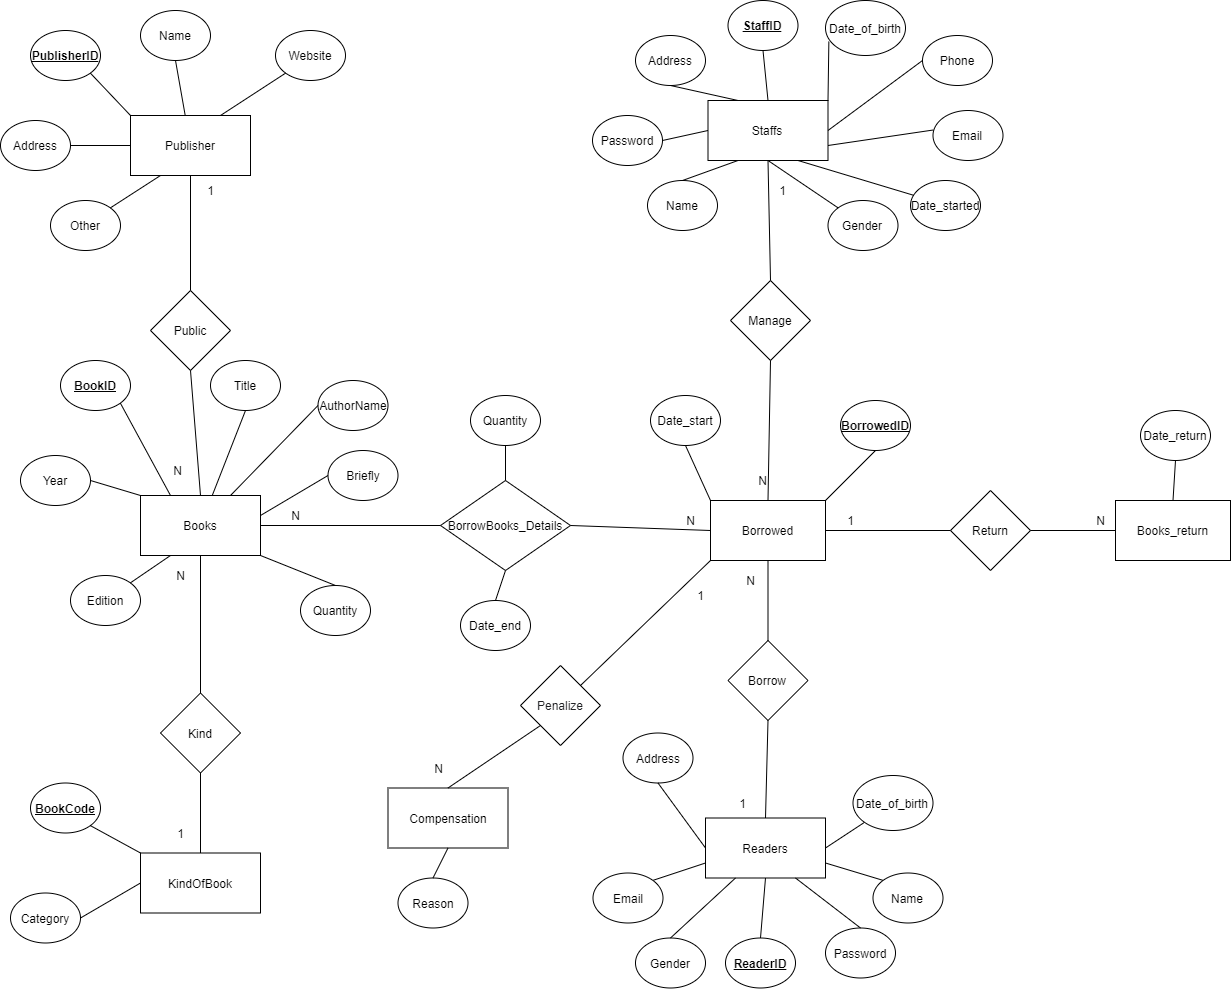 StaffID
Date_of_birth
Name
PublisherID
Website
Address
Phone
Publisher
Staffs
Address
Password
Email
1
1
Name
Date_started
Other
Gender
Public
Manage
BookID
Title
AuthorName
Quantity
Date_start
BorrowedID
Date_return
N
Year
Briefly
N
Books
N
BorrowBooks_Details
N
Borrowed
1
Return
N
Books_return
N
N
1
Edition
Quantity
Date_end
Penalize
Borrow
Kind
Address
N
BookCode
1
Date_of_birth
Compensation
1
Readers
KindOfBook
Category
Reason
Email
Name
Gender
ReaderID
Password